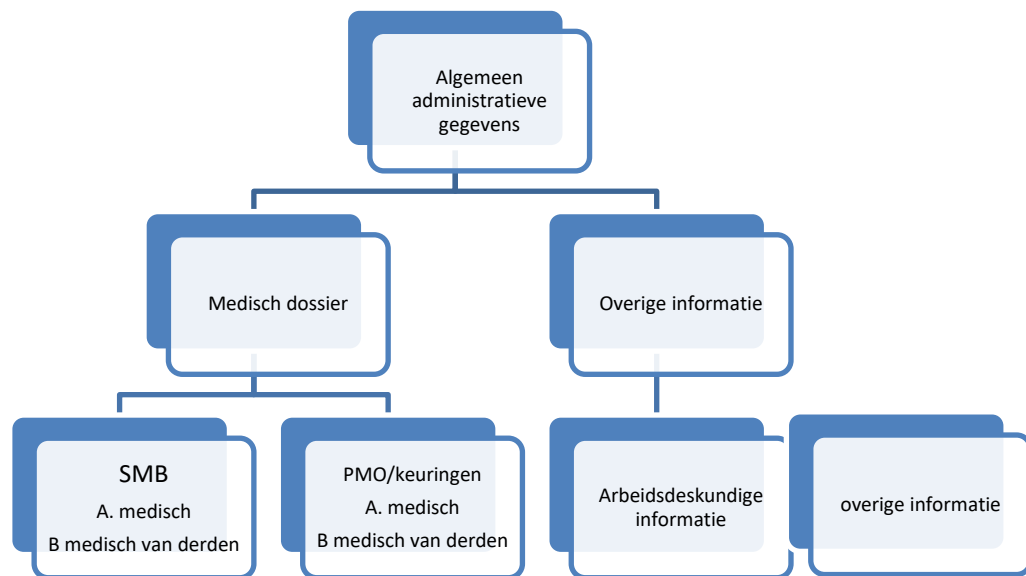 Algemeen
administratieve
gegevens
Medisch dossier
Overige informatie
SMB
A. medisch
B medisch van derden
PMO/keuringen
A. medisch
B medisch van derden
Arbeidsdeskundige
informatie
overige informatie